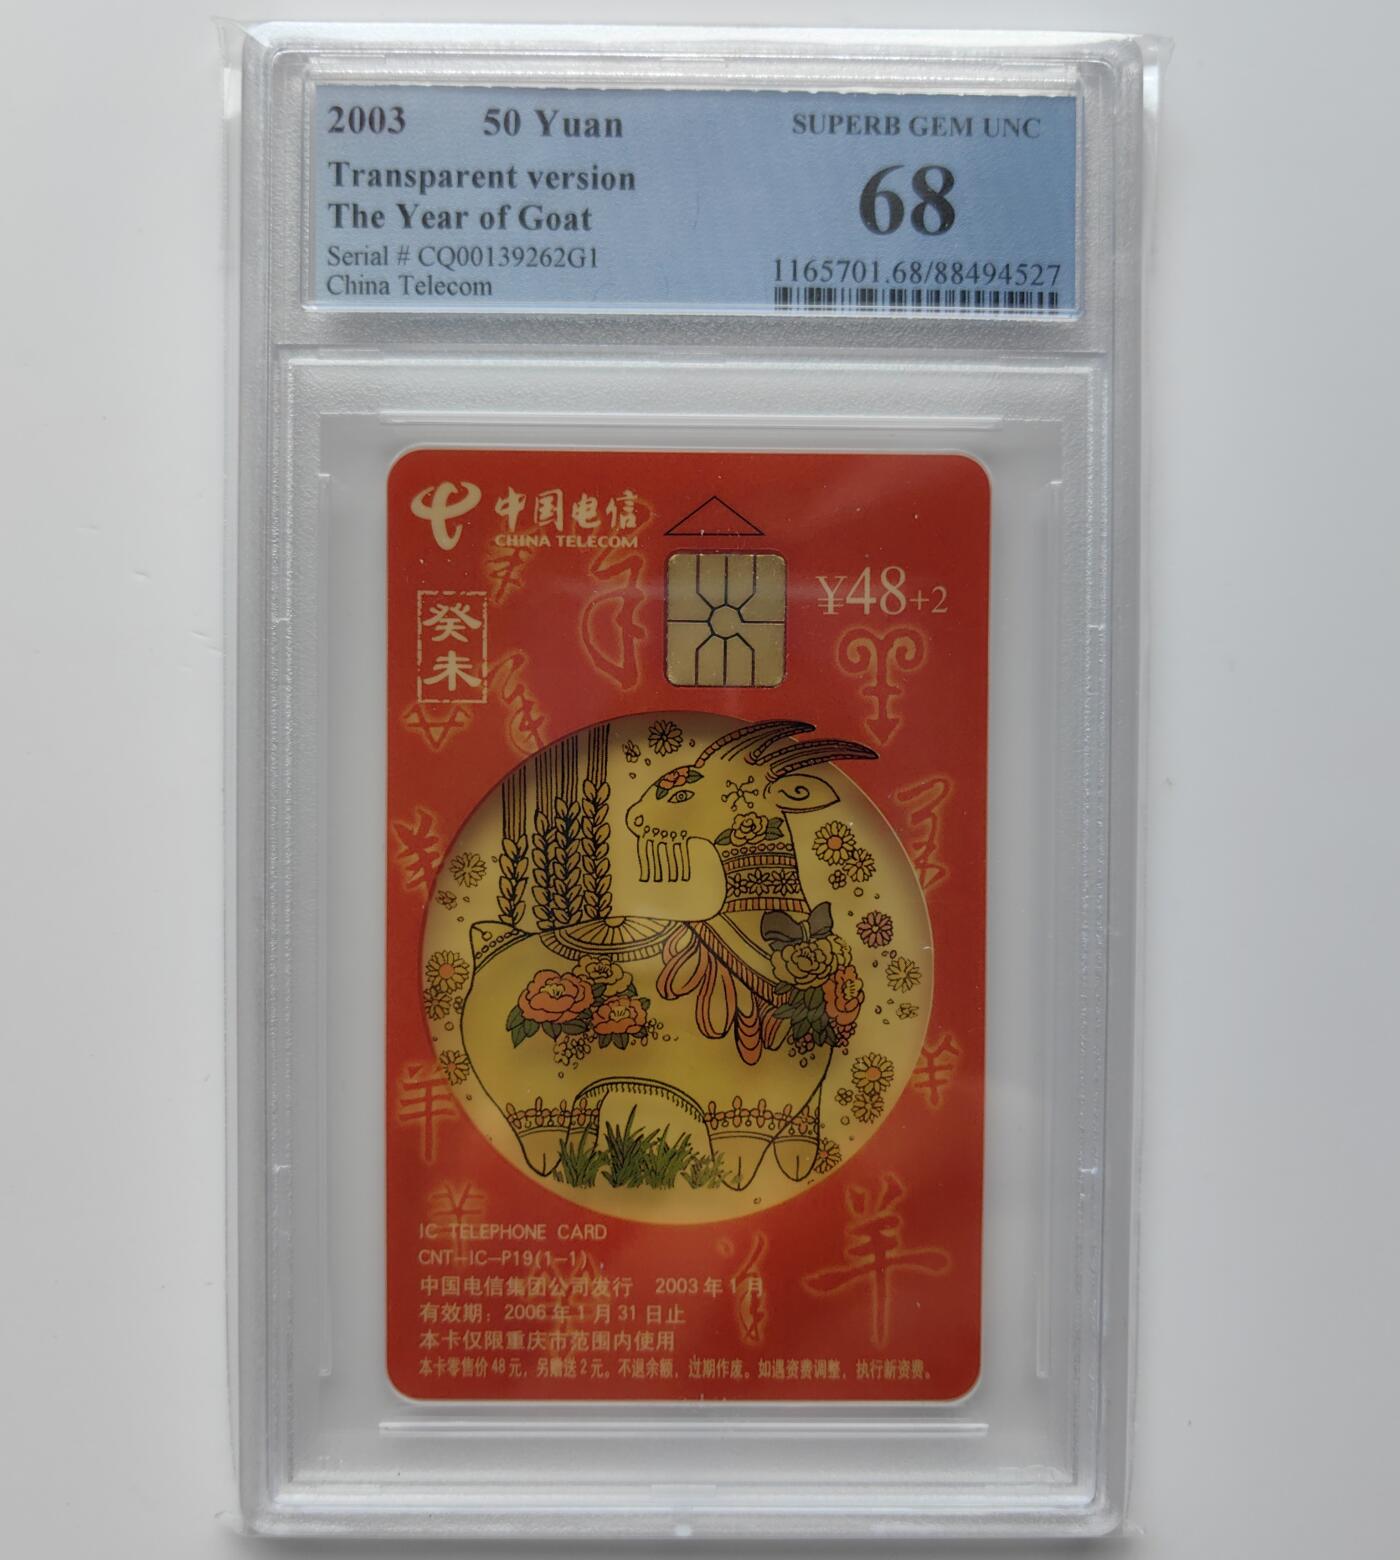 2003 50 Yuan
SUPERB GEM UNC
Transparent version
68
The Year of Goat
Serial # CQ00139262G1
China Telecom
1165701.68/88494527
中国电信
CHINA TELECOM
¥48+2
癸未
羊
羊
羊
羊
羊
IC TELEPHONE CARD
CNT-IC-P19(1-1)
中国电信集团公司发行 2003年1月
有效期：2006年1月31日止
本卡仅限重庆市范围内使用
本卡零售价48元，另赠送2元。不退余额，过期作废。如遇资费调整，执行新资费。